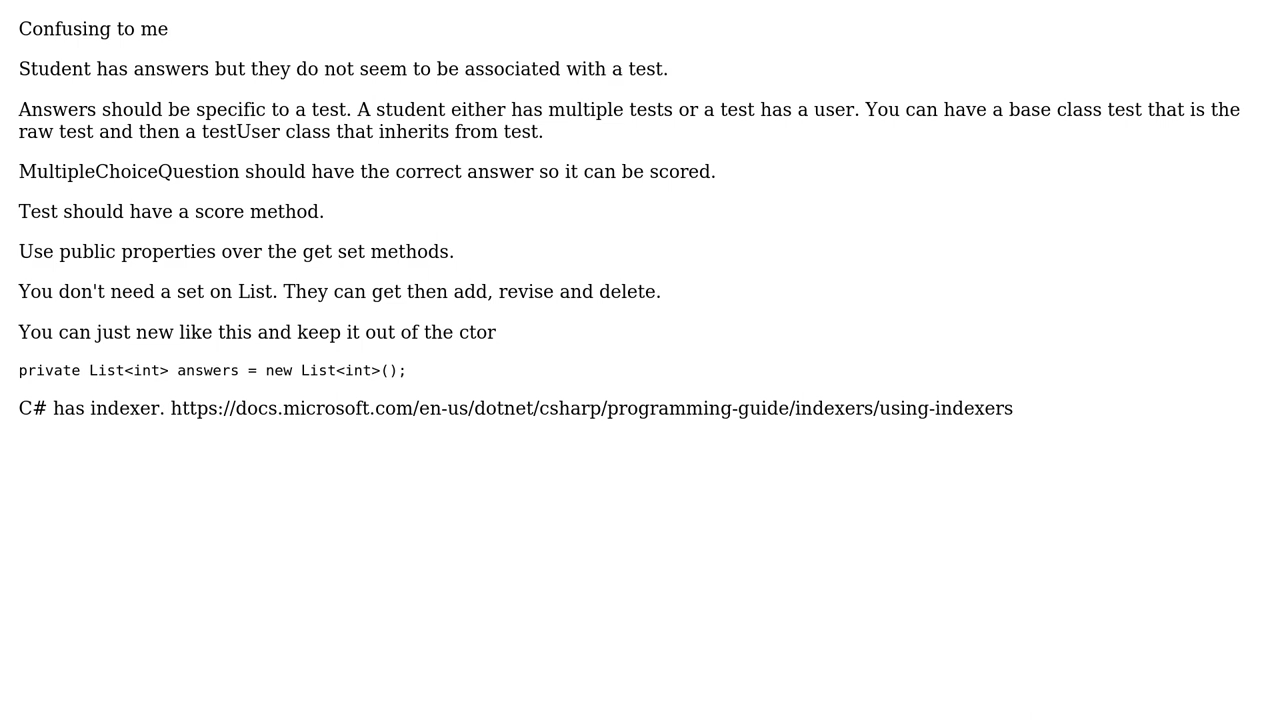 Confusing to me
Student has answers but they do not seem to be associated with a test.
Answers should be specific to a test. A student either has multiple tests or a test has a user. You can have a base class test that is the
raw test and then a testUser class that inherits from test.
MultipleChoiceQuestion should have the correct answer so it can be scored.
Test should have a score method.
Use public properties over the get set methods.
You don't need a set on List. They can get then add, revise and delete.
You can just new like this and keep it out of the ctor
private List<int> answers = new List<int>();
C# has indexer. https://docs.microsoft.com/en-us/dotnet/csharp/programming-guide/indexers/using-indexers